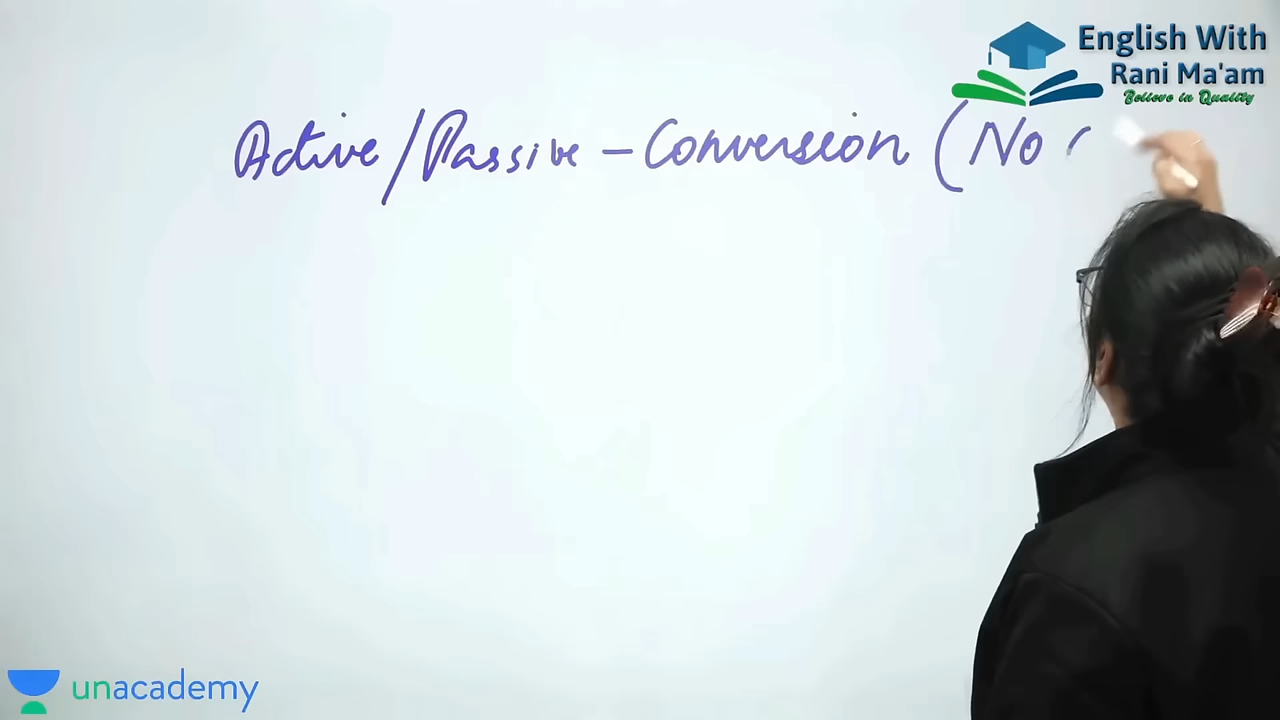 English With
Rani Ma'am
Believe in Quality
Active/Passive - Conversion (No
unacademy